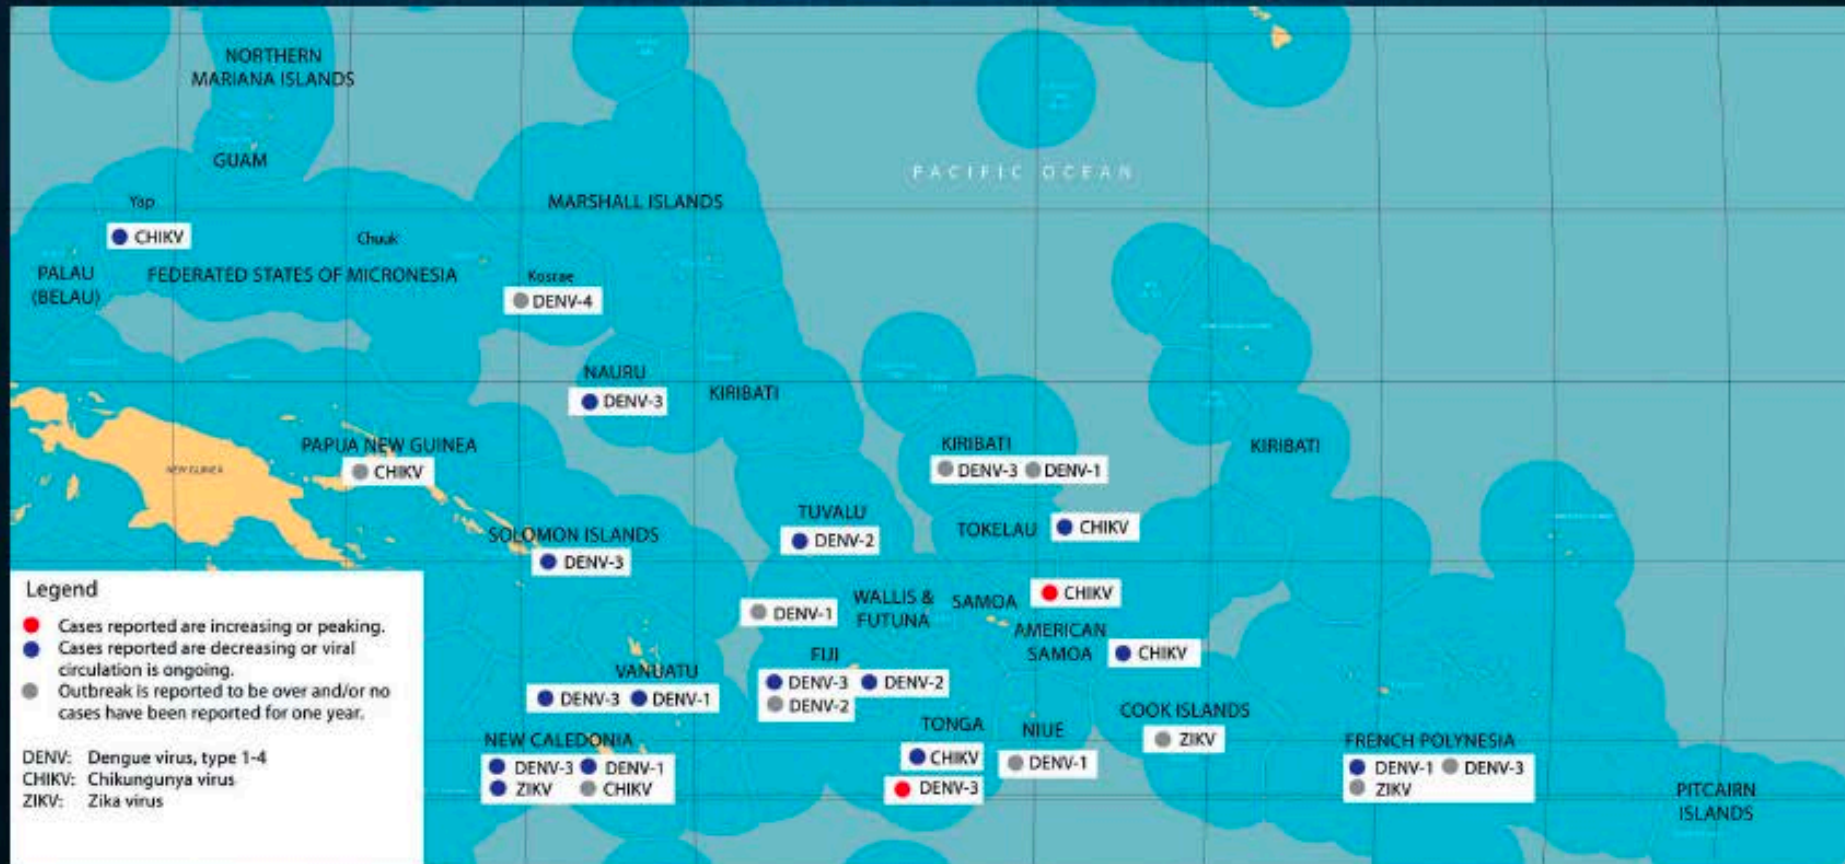 NORTHERN
MARIANA ISLANDS
GUAM
PACIFIC OCEAN
Yap
CHIKV
MARSHALL ISLANDS
Chuuk
PALAU
(BELAU)
FEDERATED STATES OF MICRONESIA
Kosrae
DENV-4
NAURU
DENV-3
KIRIBATI
PAPUA NEW GUINEA
CHIKV
NEW GUINEA
KIRIBATI
DENV-3 DENV-1
KIRIBATI
SOLOMON ISLANDS
DENV-3
TUVALU
DENV-2
TOKELAU CHIKV
DENV-1
WALLIS &
FUTUNA
SAMOA CHIKV
AMERICAN
SAMOA CHIKV
VANUATU
DENV-3 DENV-1
FIJI
DENV-3 DENV-2
DENV-2
NEW CALEDONIA
DENV-3 DENV-1
ZIKV CHIKV
TONGA
CHIKV
DENV-3
NIUE
DENV-1
COOK ISLANDS
ZIKV
FRENCH POLYNESIA
DENV-1 DENV-3
ZIKV
PITCAIRN
ISLANDS
Legend
Cases reported are increasing or peaking.
Cases reported are decreasing or viral
circulation is ongoing.
Outbreak is reported to be over and/or no
cases have been reported for one year.
DENV: Dengue virus, type 1-4
CHIKV: Chikungunya virus
ZIKV: Zika virus